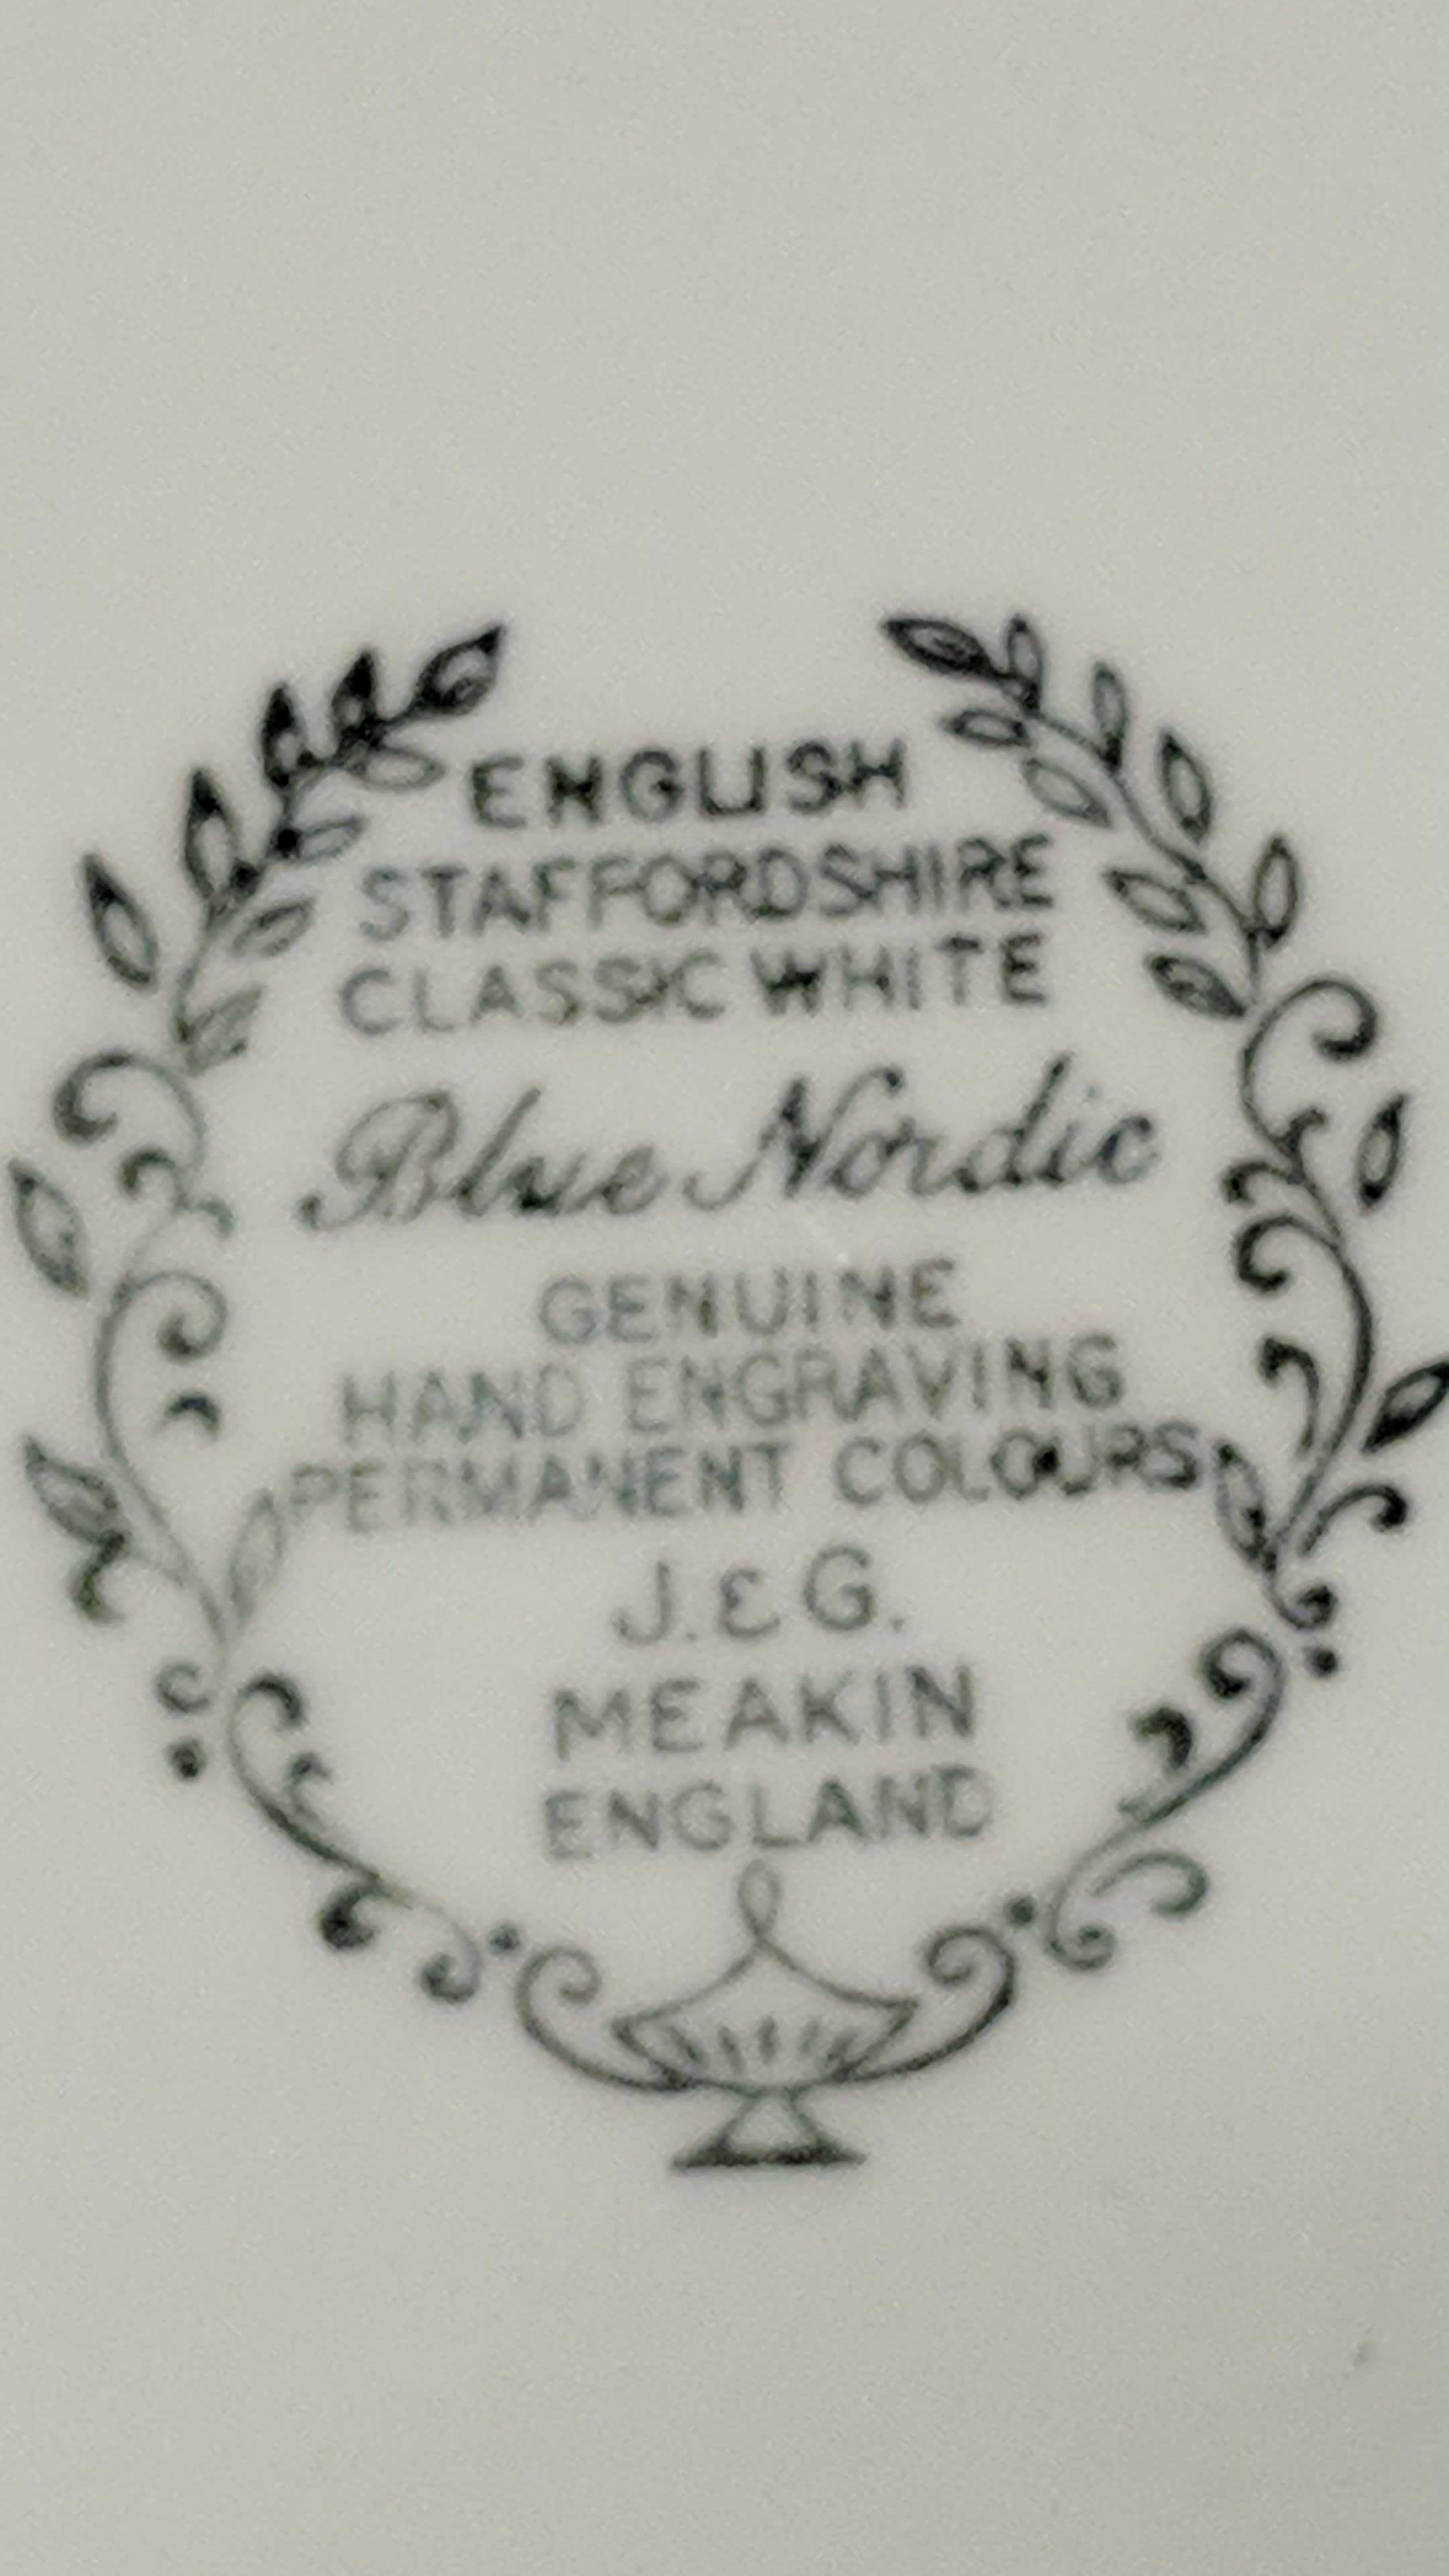 ENGLISH
STAFFORDSHIRE
CLASSIC WHITE
Blue Nordic
GENUINE
HAND ENGRAVING
PERMANENT COLOURS
J. & G.
MEAKIN
ENGLAND